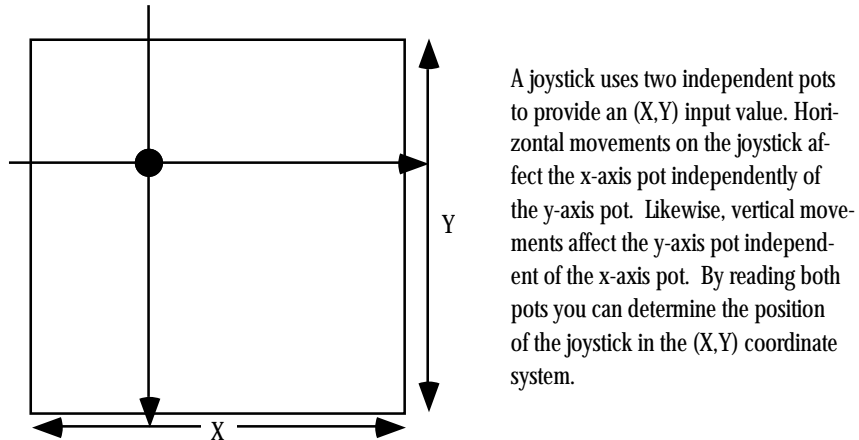 A joystick uses two independent pots
to provide an (X,Y) input value. Hori-
zontal movements on the joystick af-
fect the x-axis pot independently of
the y-axis pot.  Likewise, vertical move-
ments affect the y-axis pot independ-
ent of the x-axis pot.  By reading both
pots you can determine the position
of the joystick in the (X,Y) coordinate
system.
Y
X